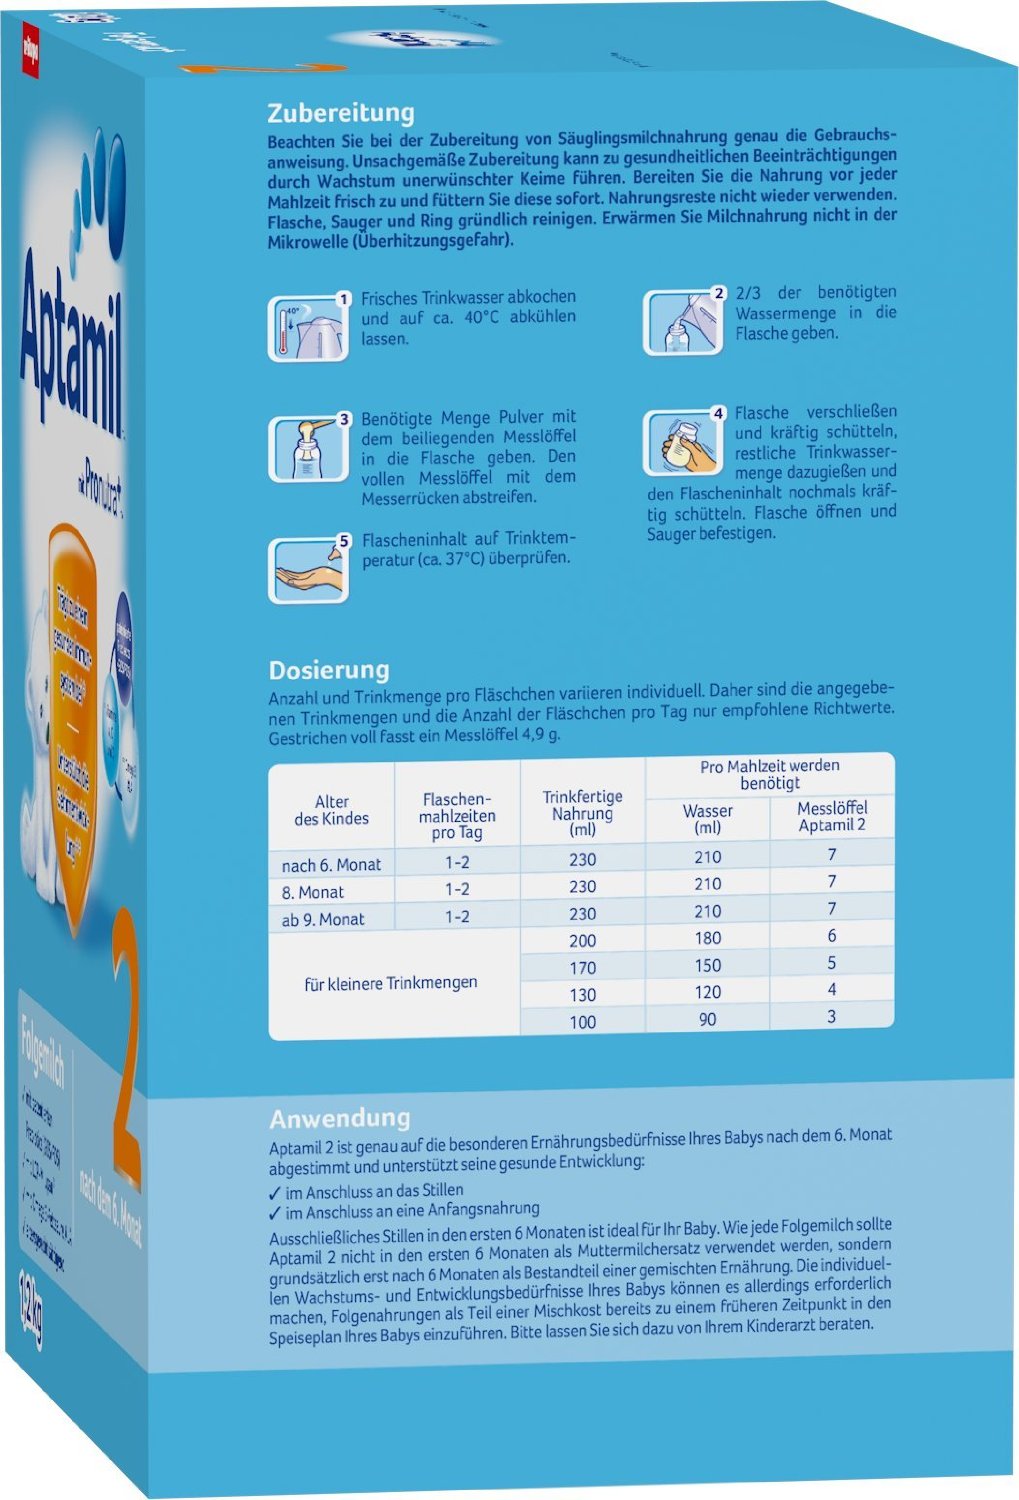 Aptamil
mit Pronutra+
Folgemilch
2
nach dem 6. Monat
1,2 kg
Zubereitung
Beachten Sie bei der Zubereitung von Säuglingsmilchnahrung genau die Gebrauchs-
anweisung. Unsachgemäße Zubereitung kann zu gesundheitlichen Beeinträchtigungen
durch Wachstum unerwünschter Keime führen. Bereiten Sie die Nahrung vor jeder
Mahlzeit frisch zu und füttern Sie diese sofort. Nahrungsreste nicht wieder verwenden.
Flasche, Sauger und Ring gründlich reinigen. Erwärmen Sie Milchnahrung nicht in der
Mikrowelle (Überhitzungsgefahr).
40°
1 Frisches Trinkwasser abkochen
und auf ca. 40°C abkühlen
lassen.
2 2/3 der benötigten
Wassermenge in die
Flasche geben.
3 Benötigte Menge Pulver mit
dem beiliegenden Messlöffel
in die Flasche geben. Den
vollen Messlöffel mit dem
Messerrücken abstreifen.
4 Flasche verschließen
und kräftig schütteln,
restliche Trinkwasser-
menge dazugießen und
den Flascheninhalt nochmals kräf-
tig schütteln. Flasche öffnen und
Sauger befestigen.
5 Flascheninhalt auf Trinktem-
peratur (ca. 37°C) überprüfen.
Dosierung
Anzahl und Trinkmenge pro Fläschchen variieren individuell. Daher sind die angegebe-
nen Trinkmengen und die Anzahl der Fläschchen pro Tag nur empfohlene Richtwerte.
Gestrichen voll fasst ein Messlöffel 4,9 g.
Alter
des Kindes
Flaschen-
mahlzeiten
pro Tag
Trinkfertige
Nahrung
(ml)
Pro Mahlzeit werden
benötigt
Wasser
(ml)
Messlöffel
Aptamil 2
nach 6. Monat 1-2 230 210 7
8. Monat 1-2 230 210 7
ab 9. Monat 1-2 230 210 7
für kleinere Trinkmengen
200 180 6
170 150 5
130 120 4
100 90 3
Anwendung
Aptamil 2 ist genau auf die besonderen Ernährungsbedürfnisse Ihres Babys nach dem 6. Monat
abgestimmt und unterstützt seine gesunde Entwicklung:
✓ im Anschluss an das Stillen
✓ im Anschluss an eine Anfangsnahrung
Ausschließliches Stillen in den ersten 6 Monaten ist ideal für Ihr Baby. Wie jede Folgemilch sollte
Aptamil 2 nicht in den ersten 6 Monaten als Muttermilchersatz verwendet werden, sondern
grundsätzlich erst nach 6 Monaten als Bestandteil einer gemischten Ernährung. Die individuel-
len Wachstums- und Entwicklungsbedürfnisse Ihres Babys können es allerdings erforderlich
machen, Folgenahrungen als Teil einer Mischkost bereits zu einem früheren Zeitpunkt in den
Speiseplan Ihres Babys einzuführen. Bitte lassen Sie sich dazu von Ihrem Kinderarzt beraten.